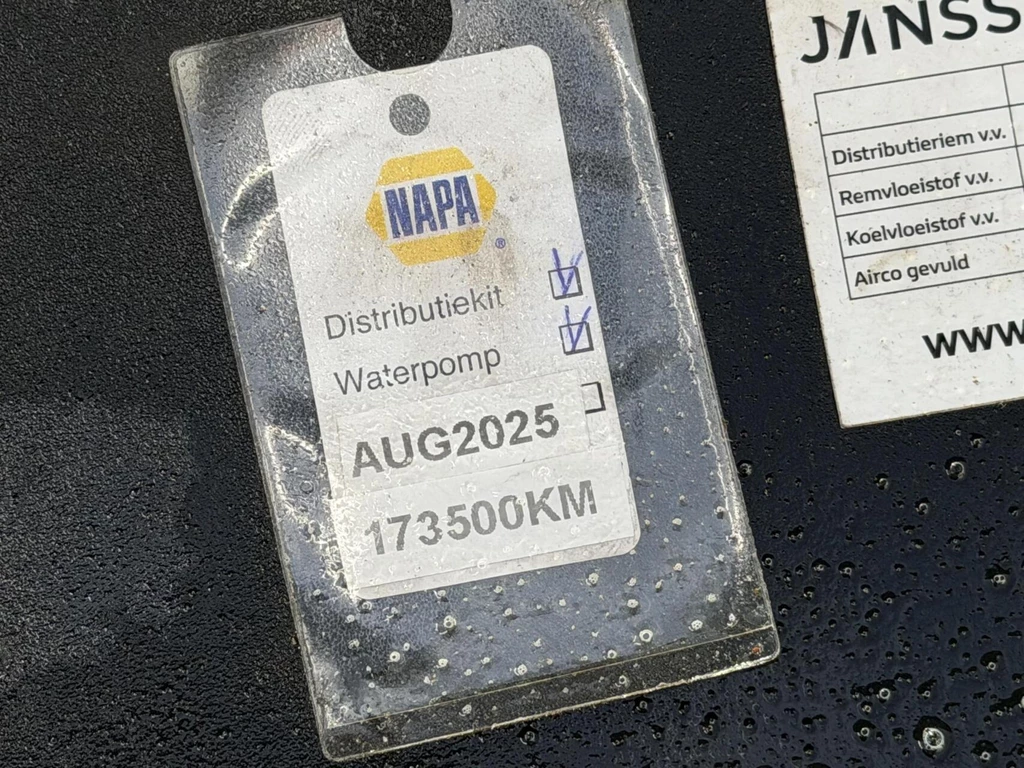 NAPA
®
Distributiekit
Waterpomp
AUG2025
173500KM
JANSS
Distributieriem v.v.
Remvloeistof v.v.
Koelvloeistof v.v.
Airco gevuld
www